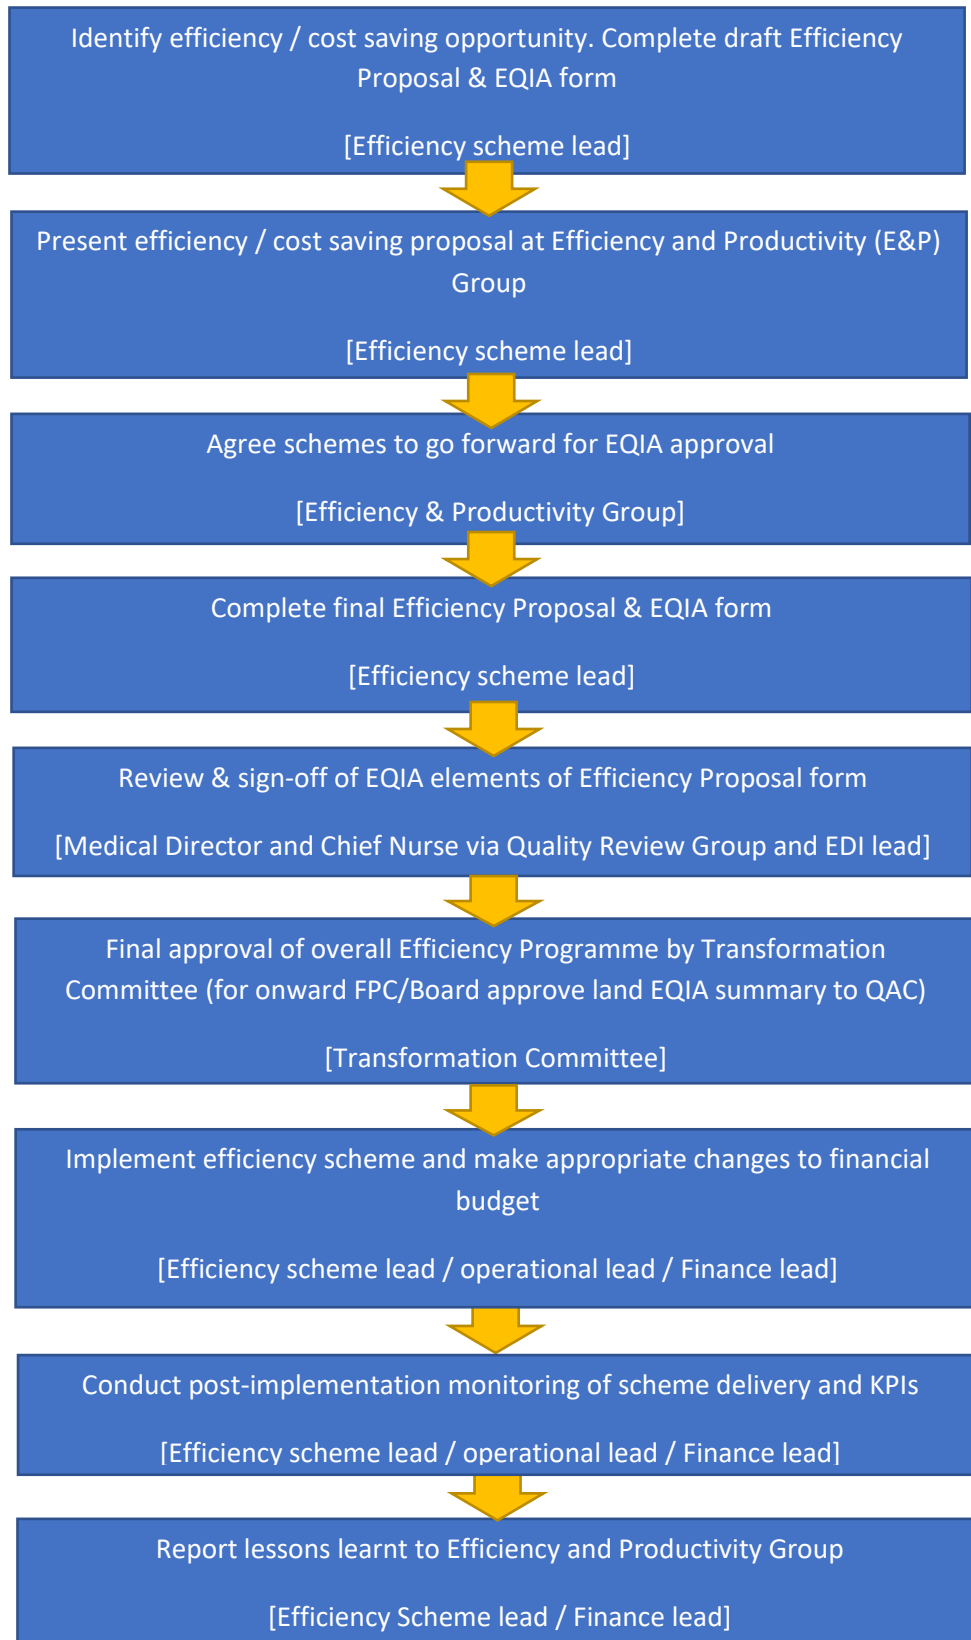 Identify efficiency / cost saving opportunity. Complete draft Efficiency
Proposal & EQIA form
[Efficiency scheme lead]
Present efficiency / cost saving proposal at Efficiency and Productivity (E&P)
Group
[Efficiency scheme lead]
Agree schemes to go forward for EQIA approval
[Efficiency & Productivity Group]
Complete final Efficiency Proposal & EQIA form
[Efficiency scheme lead]
Review & sign-off of EQIA elements of Efficiency Proposal form
[Medical Director and Chief Nurse via Quality Review Group and EDI lead]
Final approval of overall Efficiency Programme by Transformation
Committee (for onward FPC/Board approve land EQIA summary to QAC)
[Transformation Committee]
Implement efficiency scheme and make appropriate changes to financial
budget
[Efficiency scheme lead / operational lead / Finance lead]
Conduct post-implementation monitoring of scheme delivery and KPIs
[Efficiency scheme lead / operational lead / Finance lead]
Report lessons learnt to Efficiency and Productivity Group
[Efficiency Scheme lead / Finance lead]